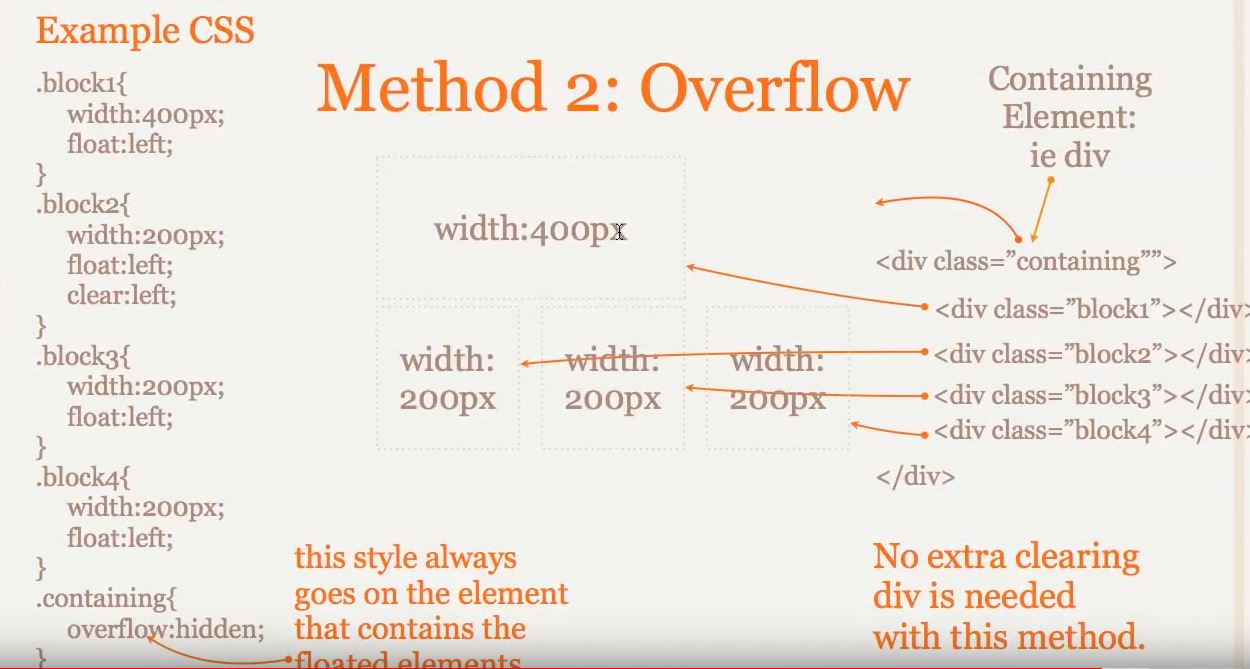 Example CSS
.block1{
width:400px;
float:left;
}
.block2{
width:200px;
float:left;
clear:left;
}
.block3{
width:200px;
float:left;
}
.block4{
width:200px;
float:left;
}
.containing{
overflow:hidden;
}
Method 2: Overflow
width:400px
width:
200px
width:
200px
width:
200px
this style always
goes on the element
that contains the
floated elements
Containing
Element:
ie div
<div class=”containing””>
<div class=”block1”></div>
<div class=”block2”></div>
<div class=”block3”></div>
<div class=”block4”></div>
</div>
No extra clearing
div is needed
with this method.